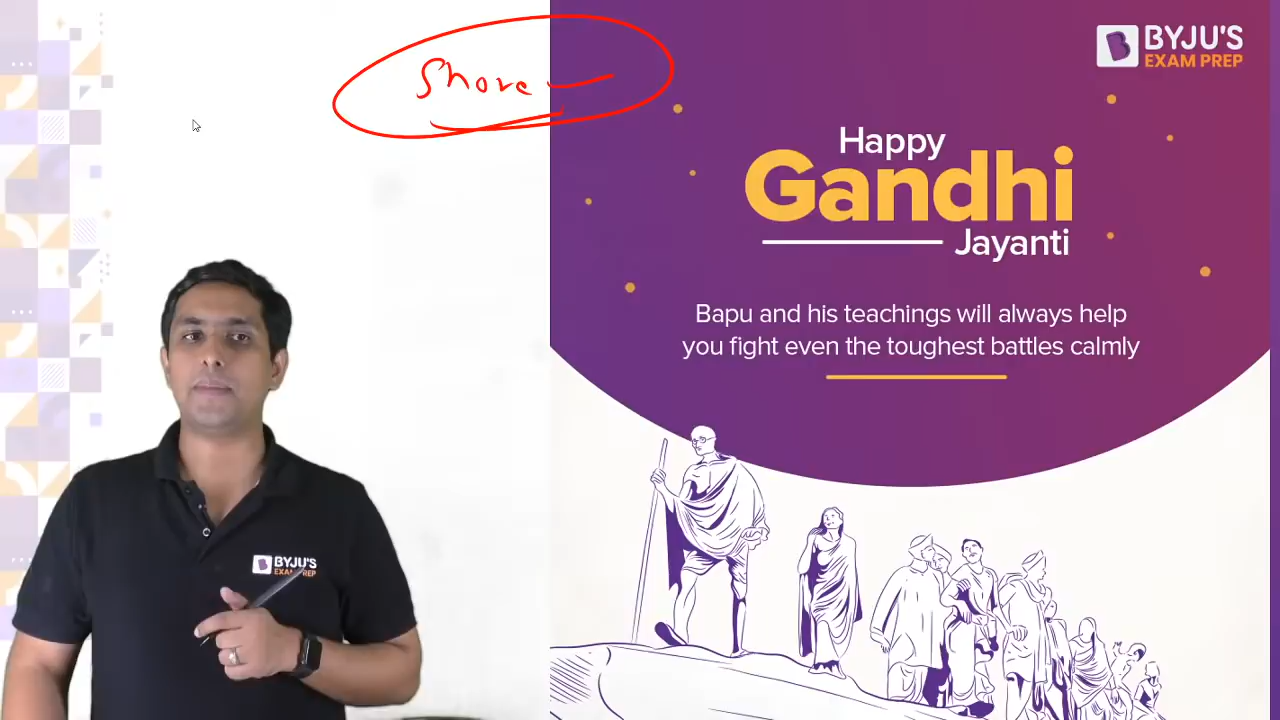 Share
BYJU'S
EXAM PREP
Happy
Gandhi
Jayanti
Bapu and his teachings will always help
you fight even the toughest battles calmly
BYJU'S
EXAM PREP